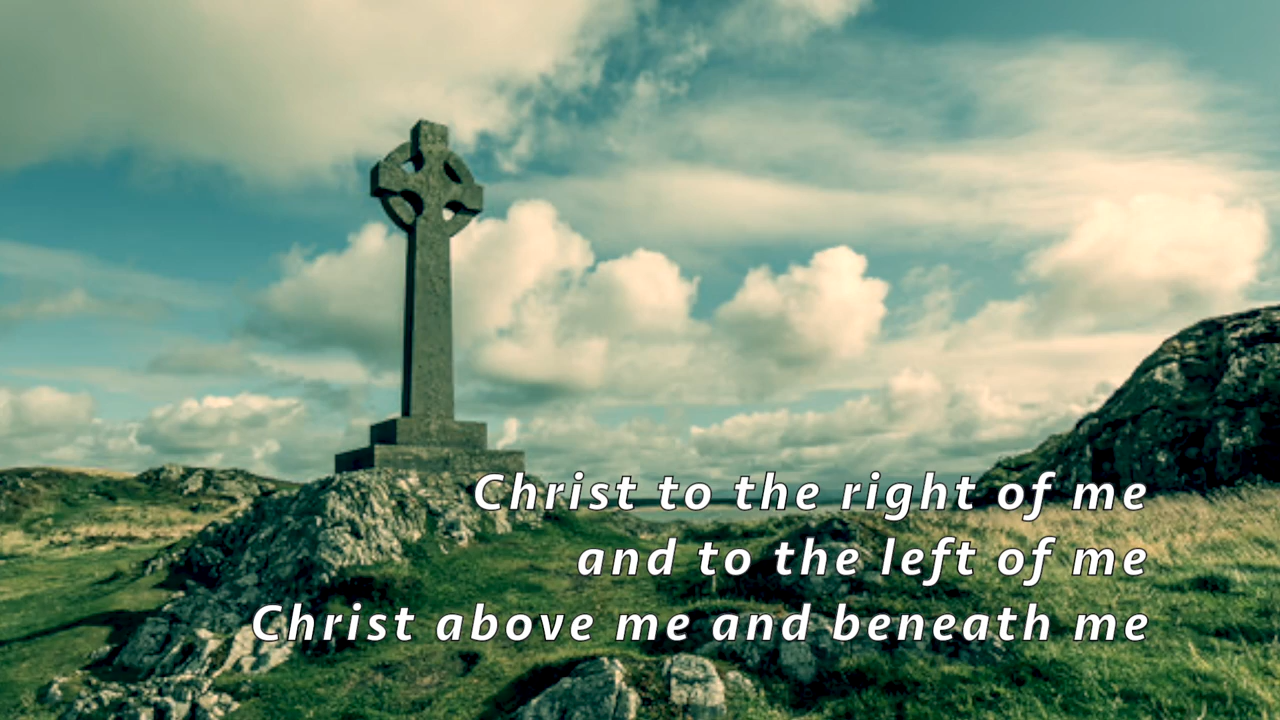 Christ to the right of me
and to the left of me
Christ above me and beneath me